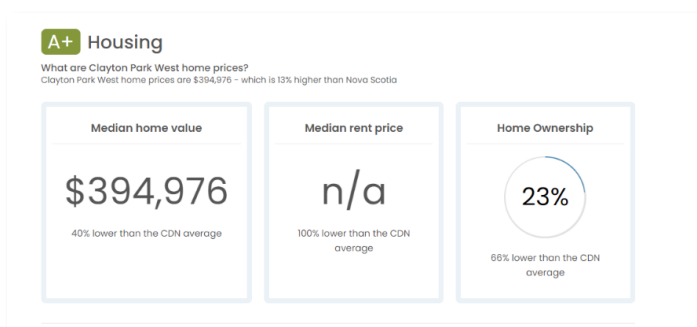 A+ Housing
What are Clayton Park West home prices?
Clayton Park West home prices are $394,976 - which is 13% higher than Nova Scotia
Median home value
$394,976
40% lower than the CDN average
Median rent price
n/a
100% lower than the CDN
average
Home Ownership
23%
66% lower than the CDN
average